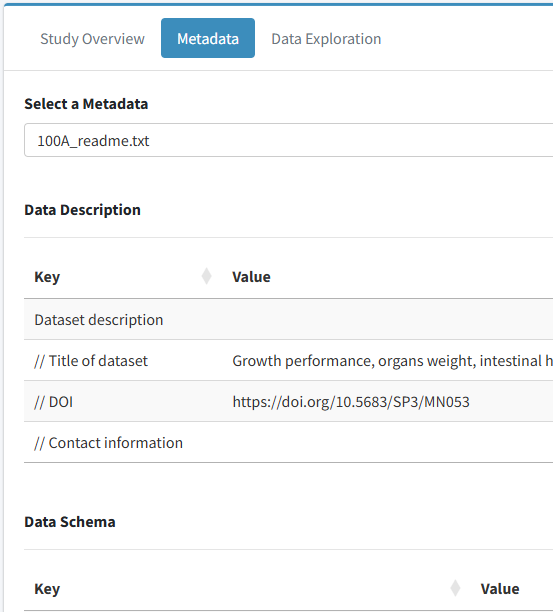 Study Overview Metadata Data Exploration
Select a Metadata
100A_readme.txt
Data Description
Key Value
Dataset description
// Title of dataset Growth performance, organs weight, intestinal h
// DOI https://doi.org/10.5683/SP3/MN053
// Contact information
Data Schema
Key Value